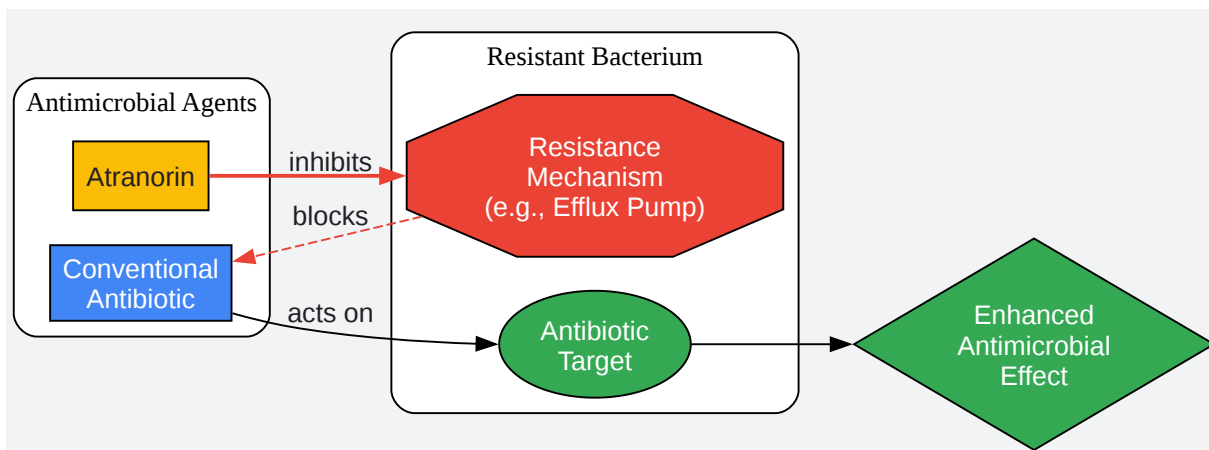 Resistant Bacterium
Antimicrobial Agents
Atranorin
inhibits
Resistance
Mechanism
(e.g., Efflux Pump)
blocks
Conventional
Antibiotic
acts on
Antibiotic
Target
Enhanced
Antimicrobial
Effect